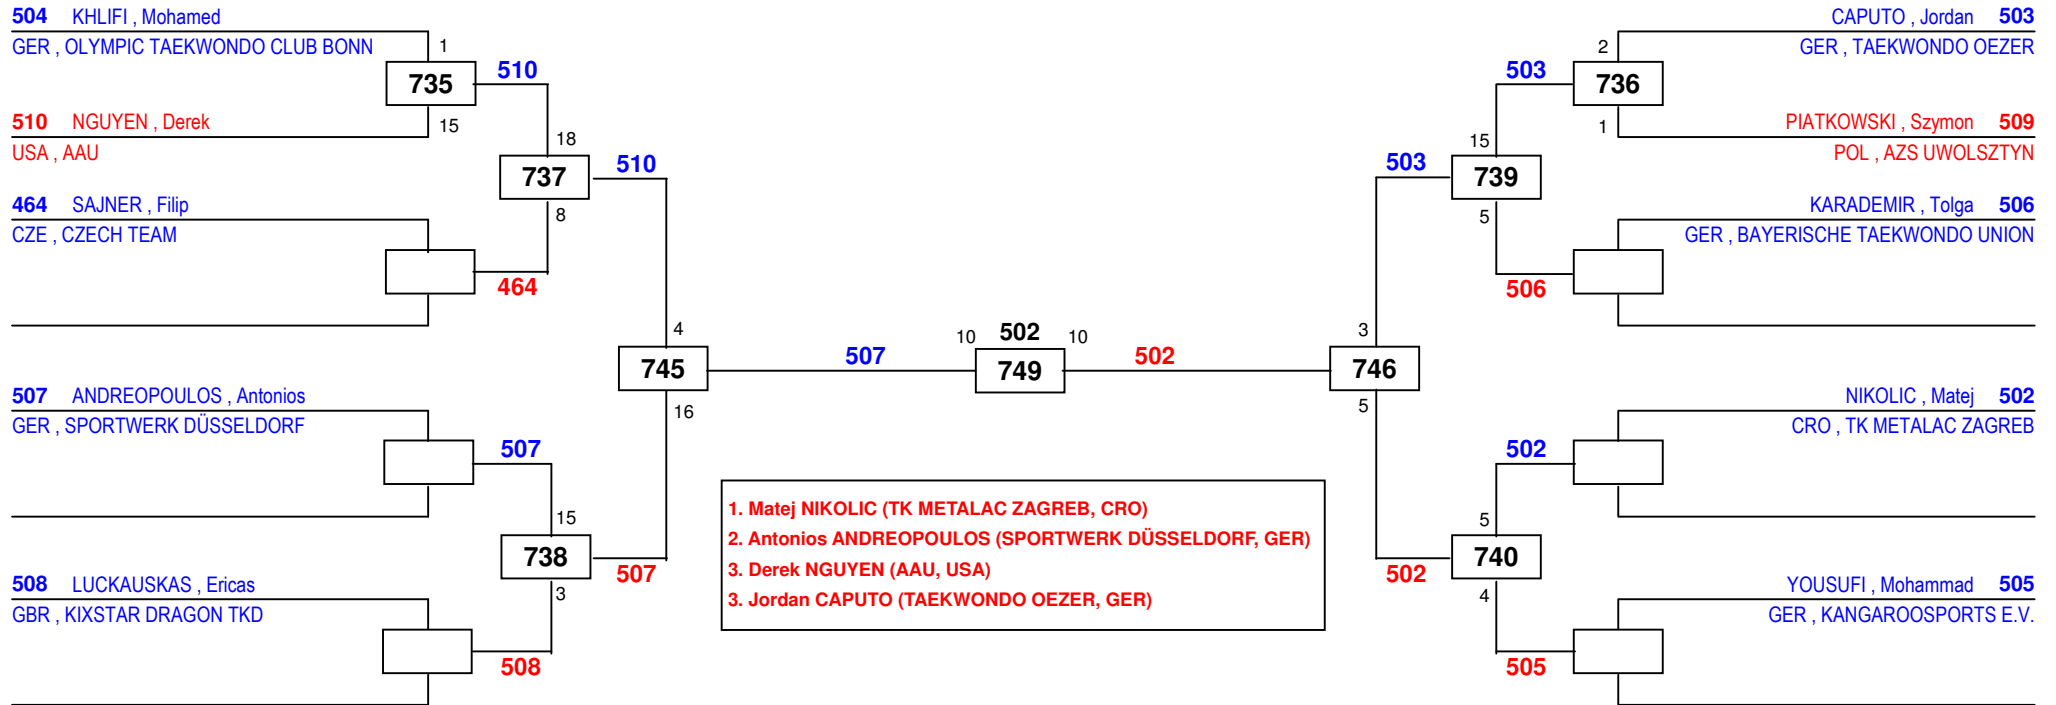 504 KHLIFI , Mohamed
GER , OLYMPIC TAEKWONDO CLUB BONN
1
735
510
15
510 NGUYEN , Derek
USA , AAU
18
737
510
8
464 SAJNER , Filip
CZE , CZECH TEAM
464
4
745
507
16
507 ANDREOPOULOS , Antonios
GER , SPORTWERK DÜSSELDORF
507
15
738
507
3
508 LUCKAUSKAS , Ericas
GBR , KIXSTAR DRAGON TKD
508
10 502 10
749
502
1. Matej NIKOLIC (TK METALAC ZAGREB, CRO)
2. Antonios ANDREOPOULOS (SPORTWERK DÜSSELDORF, GER)
3. Derek NGUYEN (AAU, USA)
3. Jordan CAPUTO (TAEKWONDO OEZER, GER)
CAPUTO , Jordan 503
GER , TAEKWONDO OEZER
2
503
736
1
PIATKOWSKI , Szymon 509
POL , AZS UWOLSZTYN
15
503
739
5
KARADEMIR , Tolga 506
GER , BAYERISCHE TAEKWONDO UNION
506
3
746
5
NIKOLIC , Matej 502
CRO , TK METALAC ZAGREB
502
5
740
502
4
YOUSUFI , Mohammad 505
GER , KANGAROOSPORTS E.V.
505